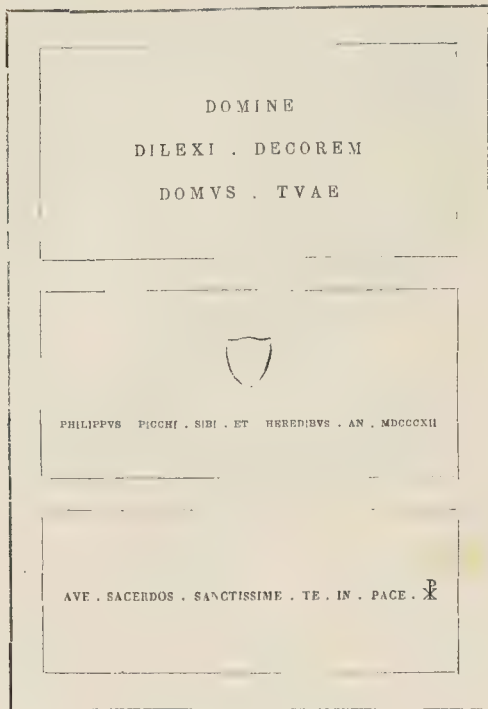 DOMINE
DILEXI . DECOREM
DOMVS . TVAE
PHILIPPVS PICCHI . SIBI . ET HEREDIBVS . AN . MDCCCXII
AVE . SACERDOS . SANCTISSIME . TE . IN . PACE . ☧